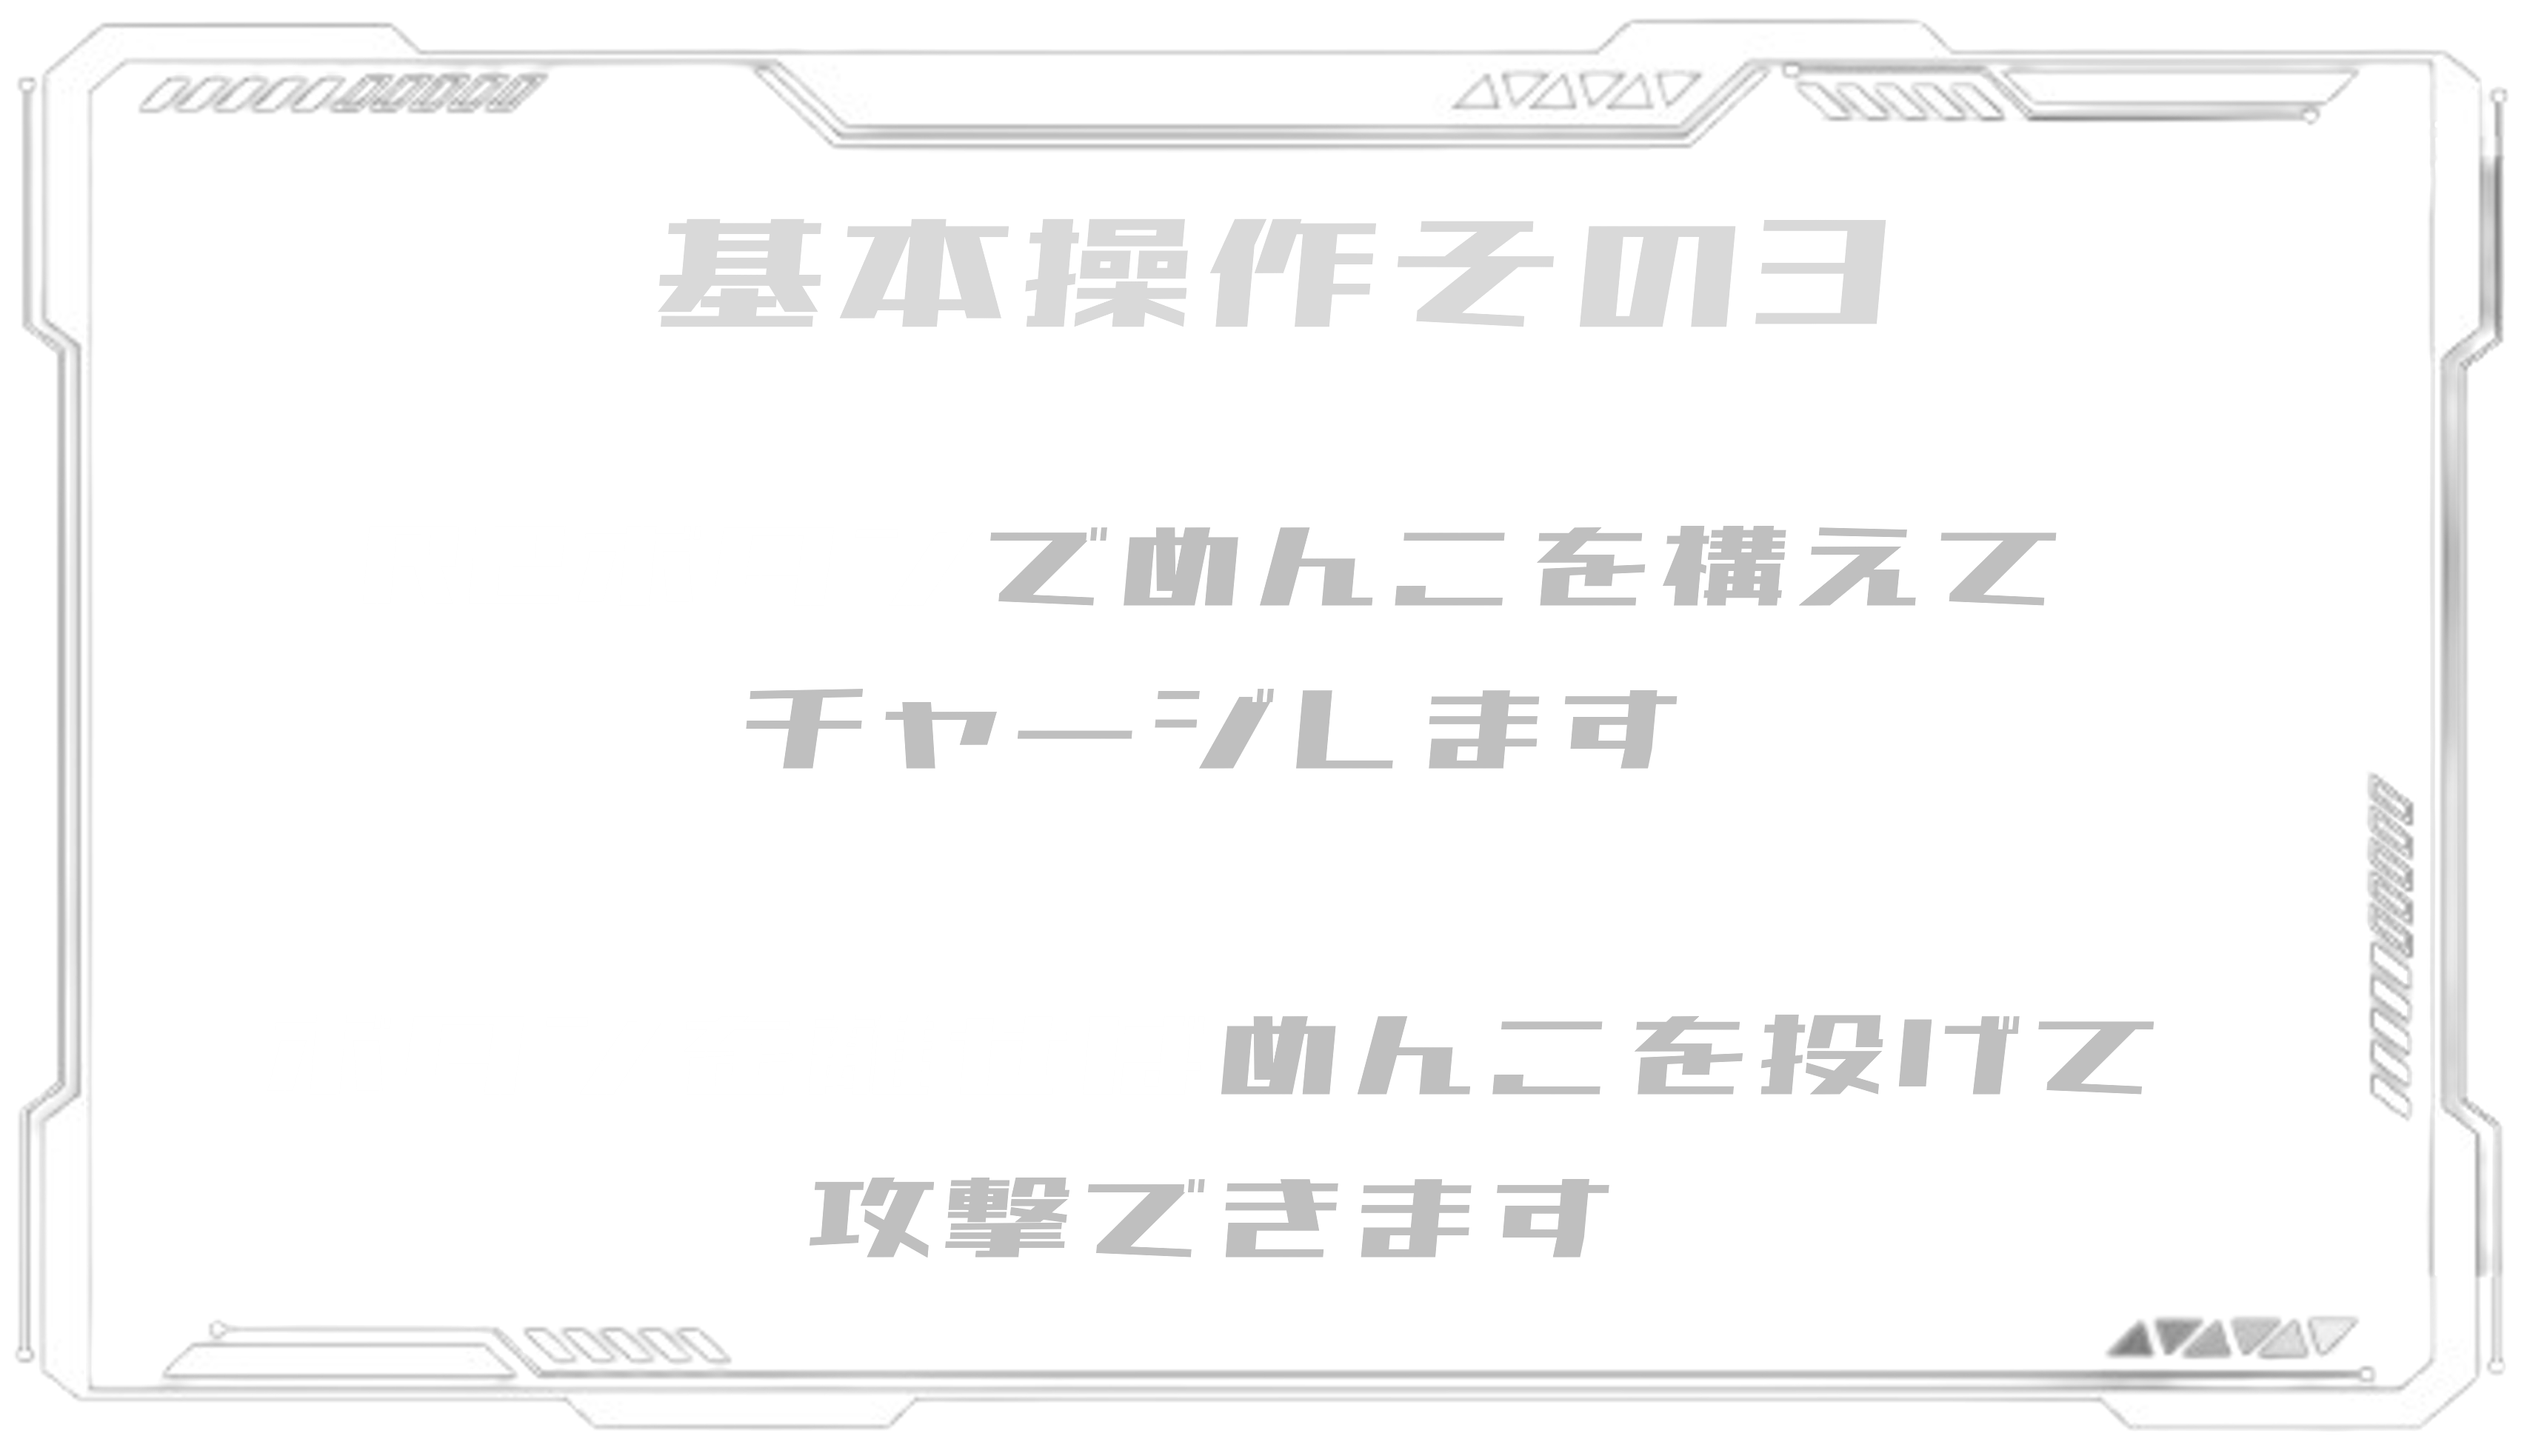 基本操作その3
でめんこを構えて
チャージします
めんこを投げて
攻撃できます